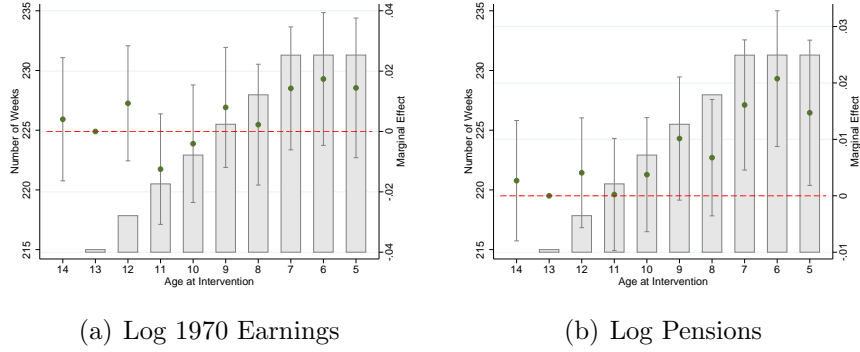 235
230
225
220
215
Number of Weeks
.04
.02
0
-.02
-.04
Marginal Effect
14 13 12 11 10 9 8 7 6 5
Age at Intervention
(a) Log 1970 Earnings
235
230
225
220
215
Number of Weeks
.03
.02
.01
0
-.01
Marginal Effect
14 13 12 11 10 9 8 7 6 5
Age at Intervention
(b) Log Pensions